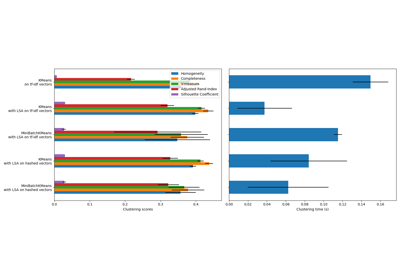 Homogeneity
Completeness
V-measure
Adjusted Rand-Index
Silhouette Coefficient
KMeans
on tf-idf vectors
KMeans
with LSA on tf-idf vectors
MiniBatchKMeans
with LSA on tf-idf vectors
KMeans
with LSA on hashed vectors
MiniBatchKMeans
with LSA on hashed vectors
0.0 0.1 0.2 0.3 0.4
Clustering scores
0.00 0.02 0.04 0.06 0.08 0.10 0.12 0.14 0.16
Clustering time (s)